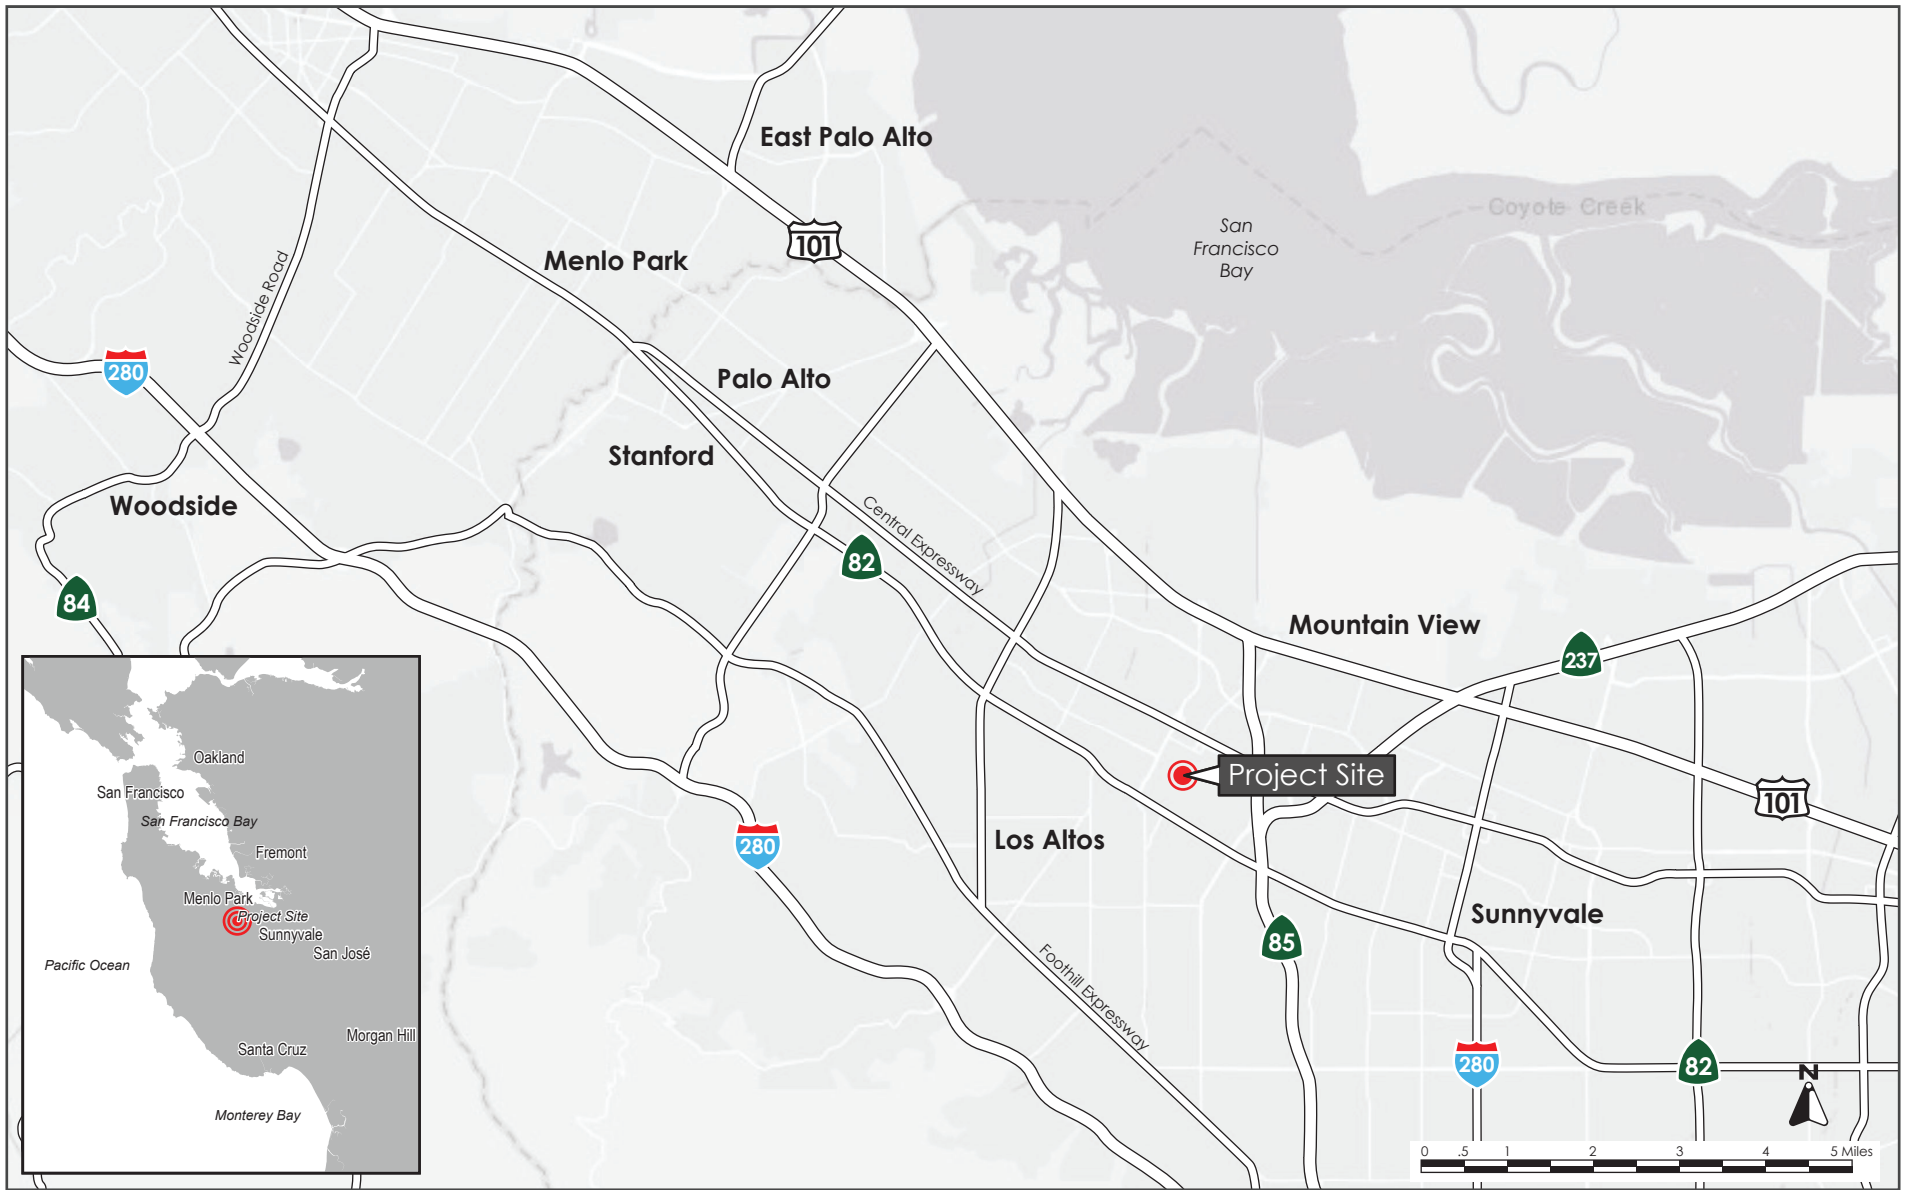 East Palo Alto
101
Coyote Creek
San
Francisco
Bay
Menlo Park
Woodside Road
280
Palo Alto
Stanford
Woodside
Central Expressway
82
84
Mountain View
237
Project Site
101
Los Altos
280
Sunnyvale
85
Foothill Expressway
280
82
N
0 .5 1 2 3 4 5 Miles
Oakland
San Francisco
San Francisco Bay
Fremont
Menlo Park
Project Site
Sunnyvale
San José
Pacific Ocean
Morgan Hill
Santa Cruz
Monterey Bay